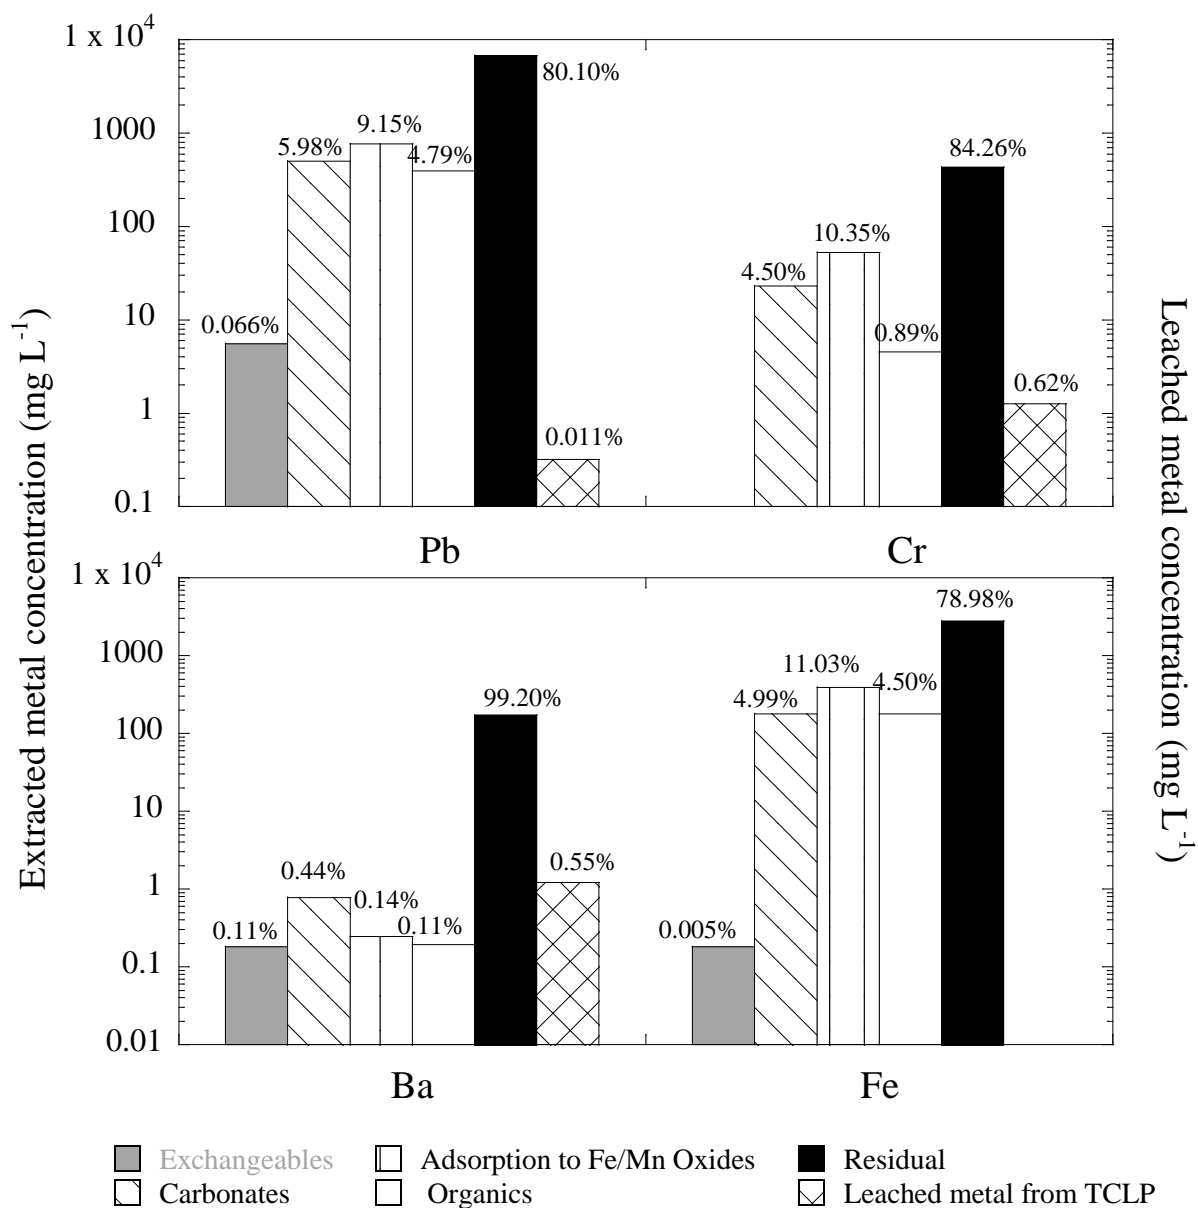 1 x 10⁴
1000
100
10
1
0.1
0.066%
5.98%
9.15%
4.79%
80.10%
0.011%
4.50%
10.35%
0.89%
84.26%
0.62%
Pb
Cr
Extracted metal concentration (mg L⁻¹)
Leached metal concentration (mg L⁻¹)
1 x 10⁴
1000
100
10
1
0.1
0.01
0.11%
0.44%
0.14%
0.11%
99.20%
0.55%
0.005%
4.99%
11.03%
4.50%
78.98%
Ba
Fe
Exchangeables
Adsorption to Fe/Mn Oxides
Residual
Carbonates
Organics
Leached metal from TCLP